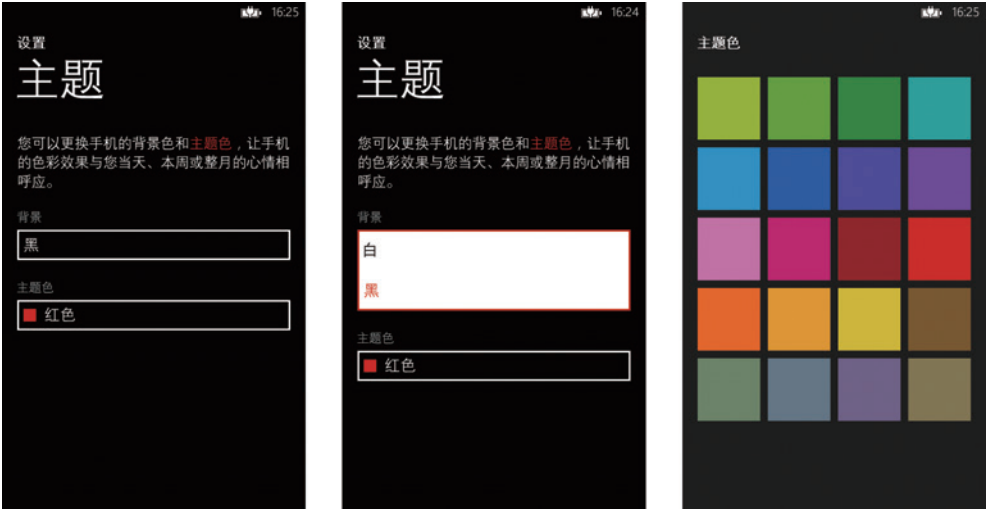 16:25
设置
主题
您可以更换手机的背景色和主题色，让手机
的色彩效果与您当天、本周或整月的心情相
呼应。
背景
黑
主题色
红色
16:24
设置
主题
您可以更换手机的背景色和主题色，让手机
的色彩效果与您当天、本周或整月的心情相
呼应。
背景
白
黑
主题色
红色
16:25
主题色